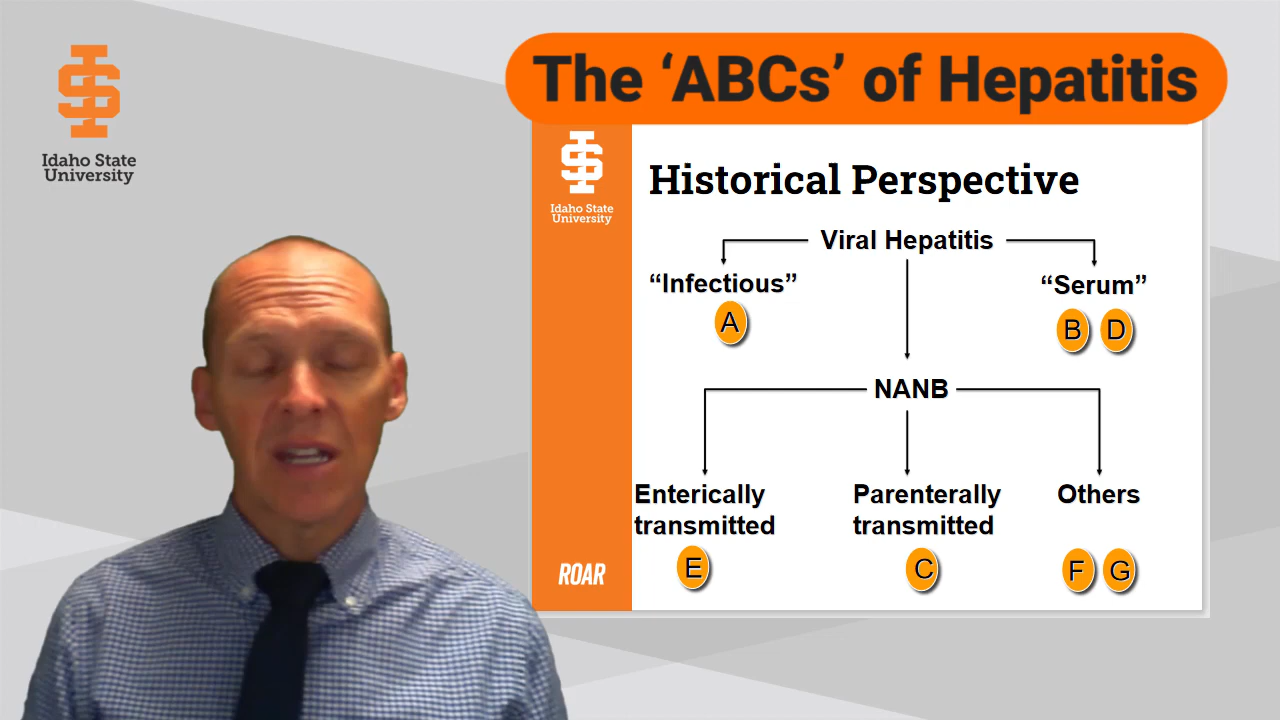 The ‘ABCs’ of Hepatitis
Idaho State
University
Idaho State
University
Historical Perspective
Viral Hepatitis
“Infectious”
“Serum”
A
B D
NANB
Enterically
transmitted
Parenterally
transmitted
Others
E
C
F G
ROAR